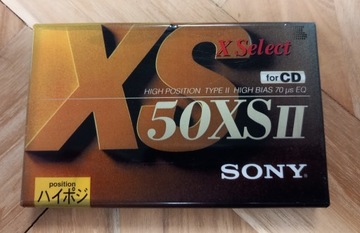 XS
X Select
for CD
HIGH POSITION TYPE II HIGH BIAS 70 µs EQ
50XSII
SONY
position
ハイポジ